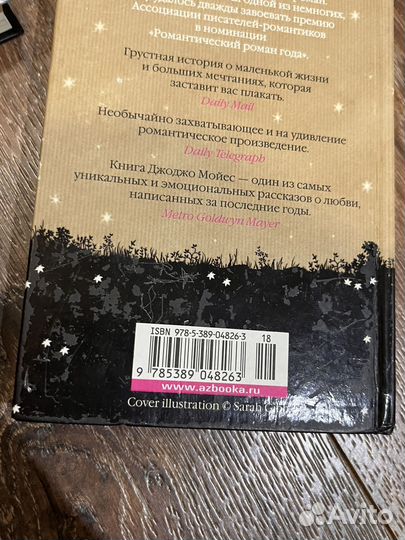 одной из немногих,
удалось дважды завоевать премию
Ассоциации писателей-романтиков
в номинации
«Романтический роман года».
Грустная история о маленькой жизни
и больших мечтаниях, которая
заставит вас плакать.
Daily Mail
Необычайно захватывающее и на удивление
романтическое произведение.
Daily Telegraph
Книга Джоджо Мойес — один из самых
уникальных и эмоциональных рассказов о любви,
написанных за последние годы.
Metro Goldwyn Mayer
ISBN 978-5-389-04826-3
18
9 785389 048263
www.azbooka.ru
Cover illustration © Sarah
Avito